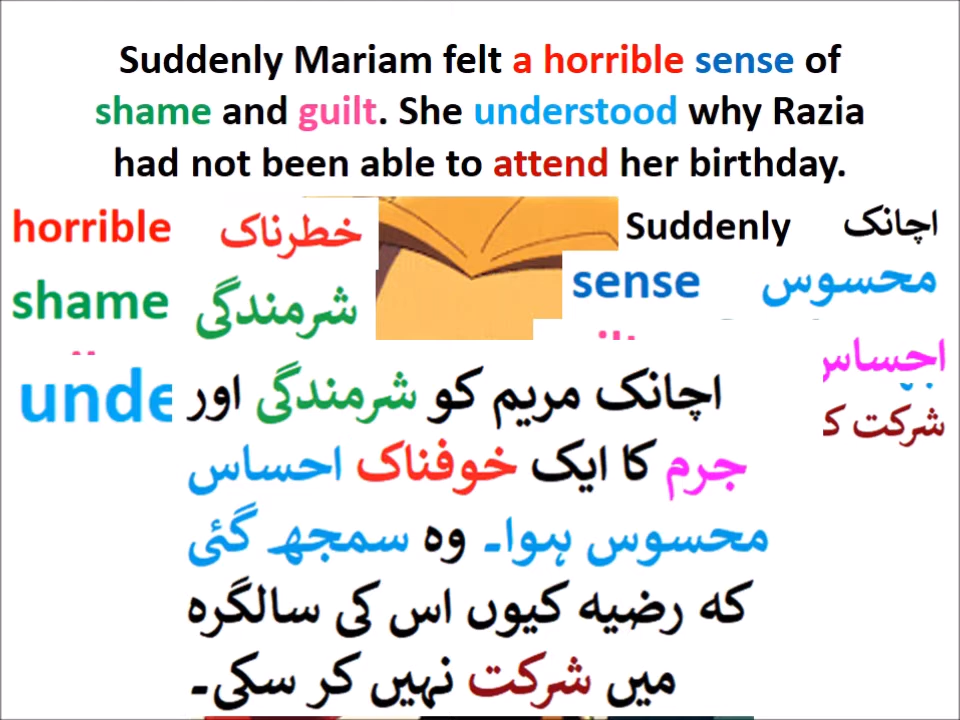 Suddenly Mariam felt a horrible sense of
shame and guilt. She understood why Razia
had not been able to attend her birthday.
horrible خطرناک
Suddenly اچانک
shame شرمندگی
sense محسوس
احساس
شرکت
اچانک مریم کو شرمندگی اور
جرم کا ایک خوفناک احساس
محسوس ہوا۔ وہ سمجھ گئی
کہ رضیہ کیوں اس کی سالگرہ
میں شرکت نہیں کر سکی۔